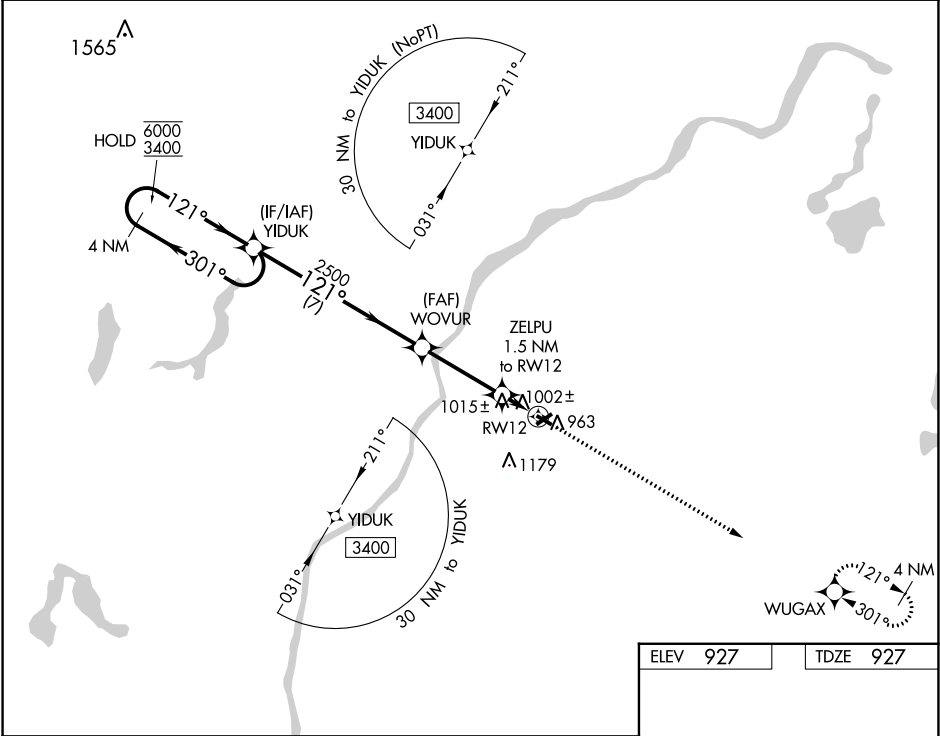 1565
30 NM to YIDUK (NoPT)
211°
3400
YIDUK
031°
HOLD 6000
3400
121°
4 NM
301°
(IF/IAF)
YIDUK
2500
121°
(7)
(FAF)
WOVUR
ZELPU
1.5 NM
to RW12
1015±
1002±
RW12
963
1179
211°
YIDUK
3400
031°
30 NM to YIDUK
121°
4 NM
WUGAX
301°
ELEV 927
TDZE 927